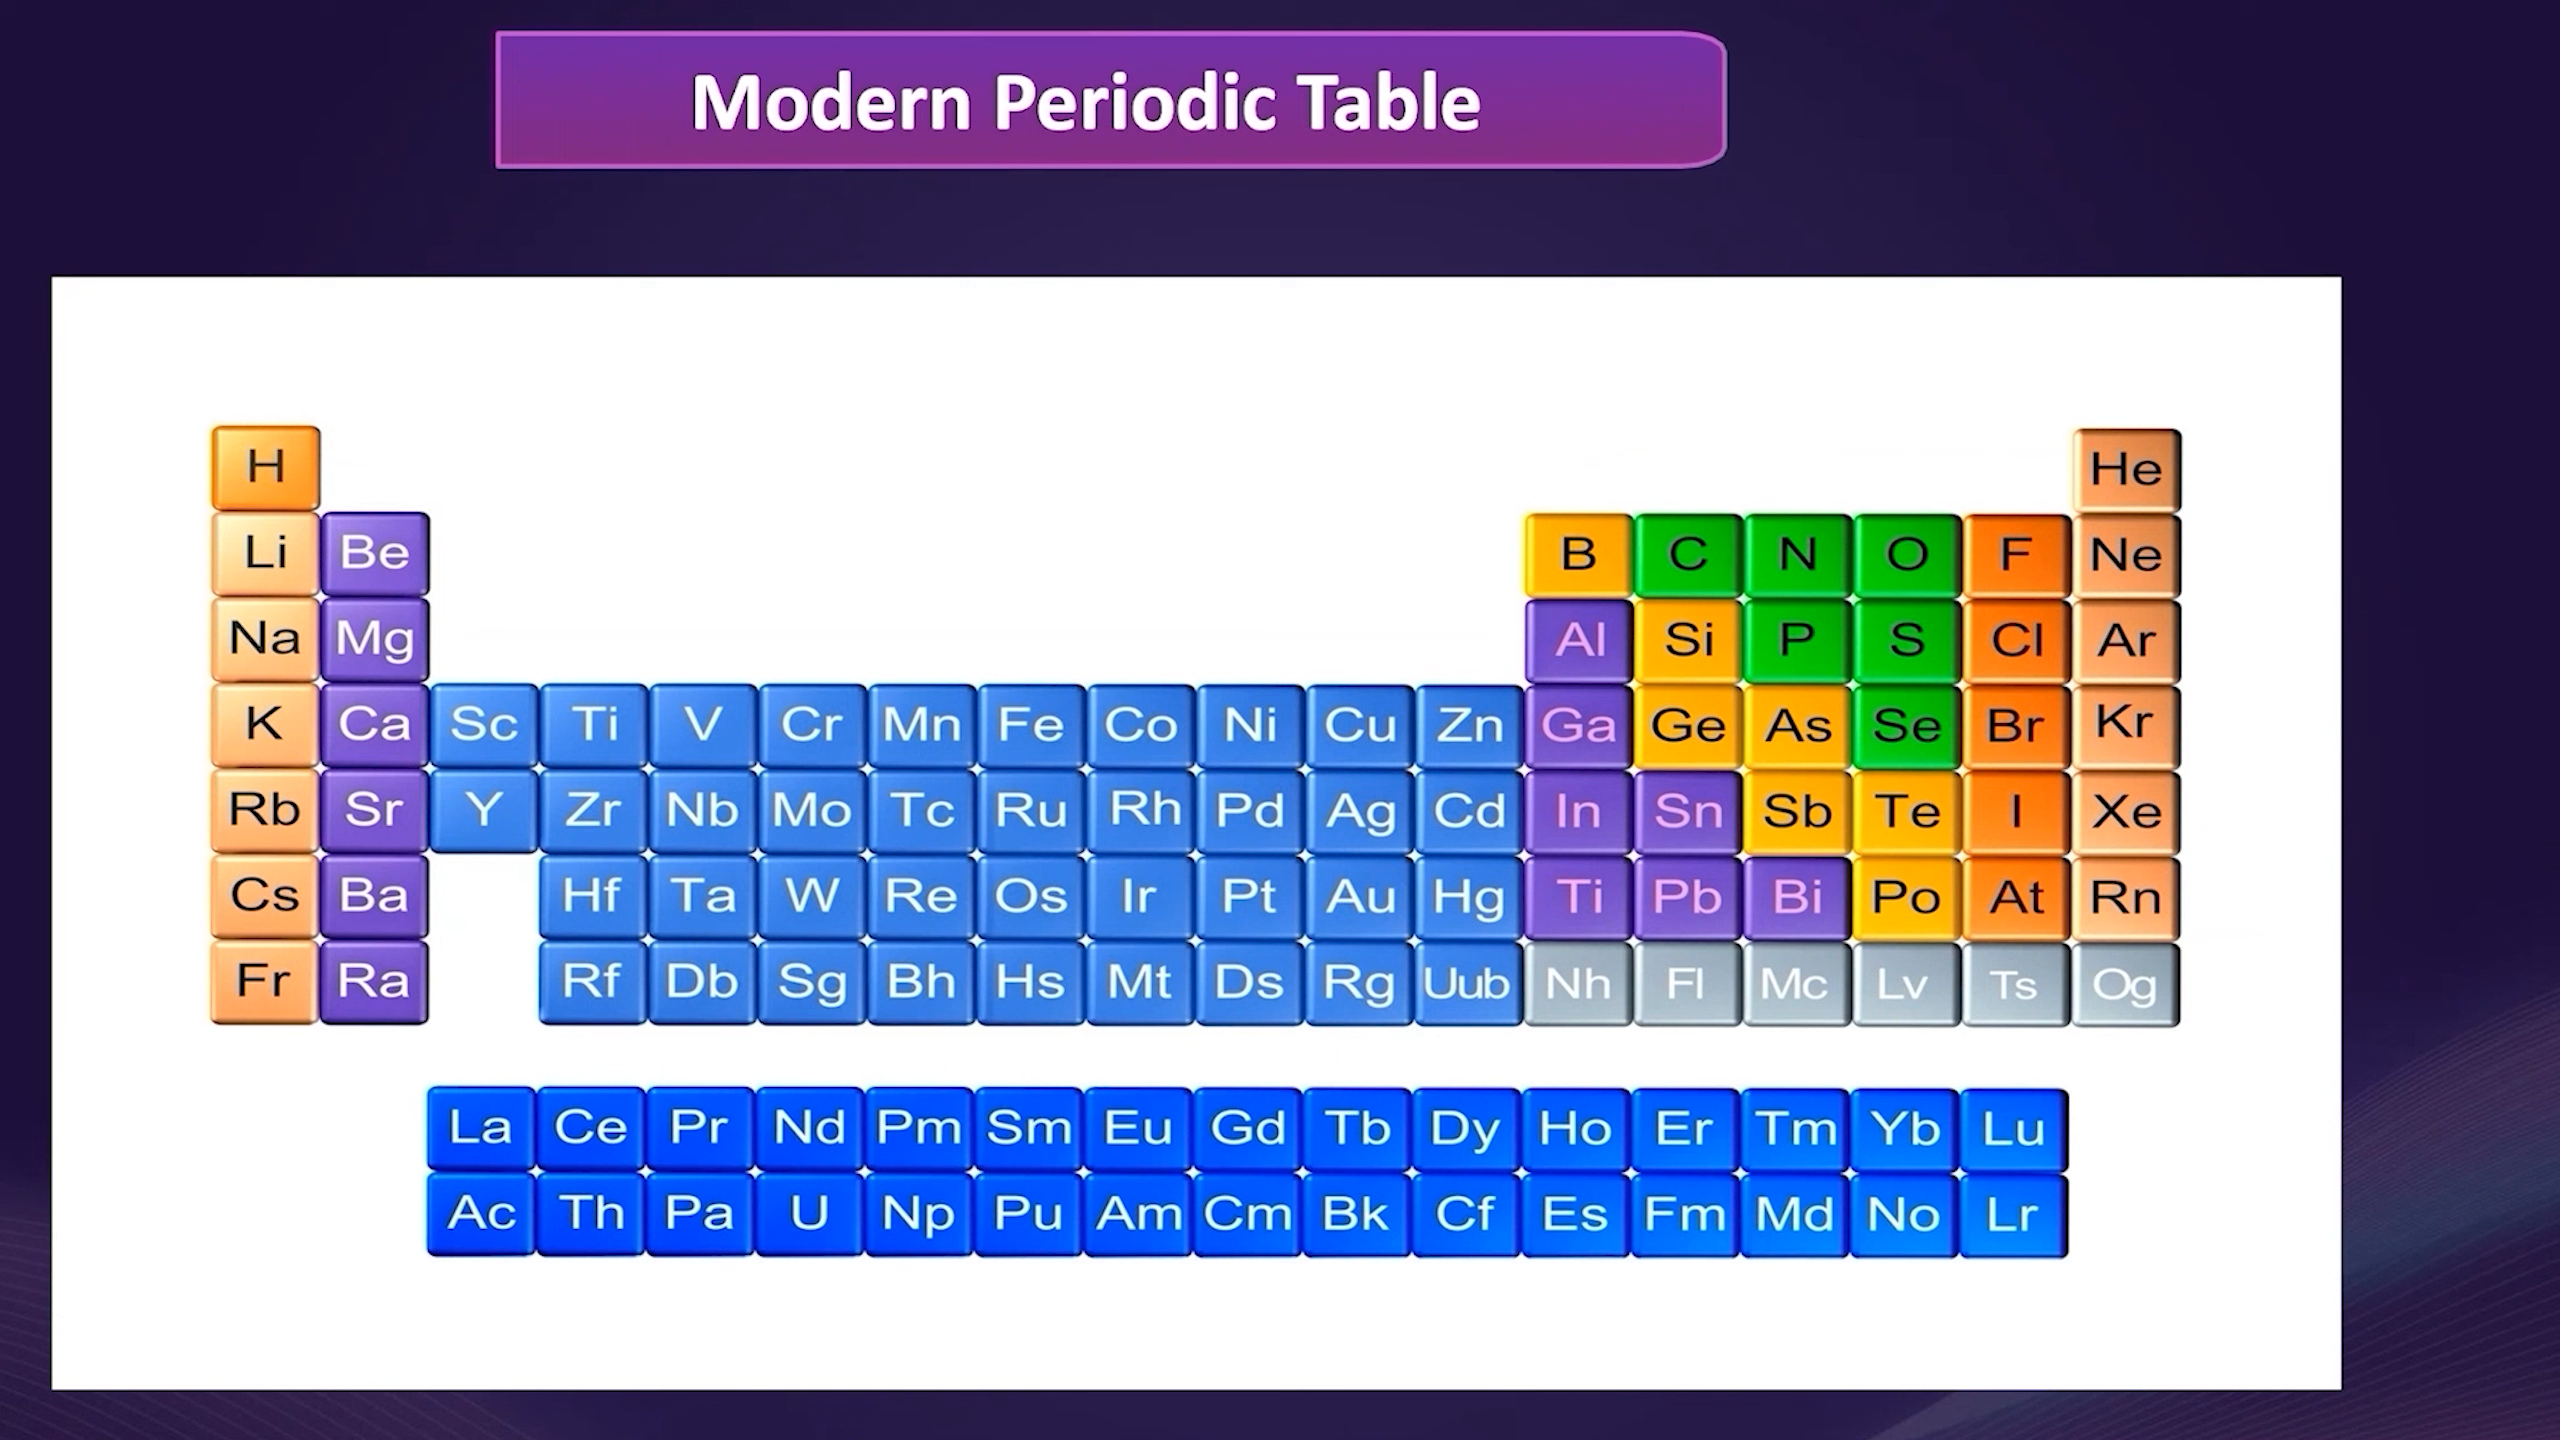 Modern Periodic Table
H He
Li Be B C N O F Ne
Na Mg Al Si P S Cl Ar
K Ca Sc Ti V Cr Mn Fe Co Ni Cu Zn Ga Ge As Se Br Kr
Rb Sr Y Zr Nb Mo Tc Ru Rh Pd Ag Cd In Sn Sb Te I Xe
Cs Ba Hf Ta W Re Os Ir Pt Au Hg Ti Pb Bi Po At Rn
Fr Ra Rf Db Sg Bh Hs Mt Ds Rg Uub Nh Fl Mc Lv Ts Og
La Ce Pr Nd Pm Sm Eu Gd Tb Dy Ho Er Tm Yb Lu
Ac Th Pa U Np Pu Am Cm Bk Cf Es Fm Md No Lr